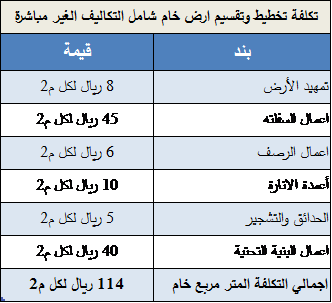 تكلفة تخطيط وتقسيم ارض خام شامل التكاليف الغير مباشرة
بند قيمة
تمهيد الأرض 8 ريال لكل م2
اعمال السفلته 45 ريال لكل م2
اعمال الرصف 6 ريال لكل م2
أعمدة الانارة 10 ريال لكل م2
الحدائق والتشجير 5 ريال لكل م2
اعمال البنية التحتية 40 ريال لكل م2
إجمالي التكلفة المتر مربع خام 114 ريال لكل م2